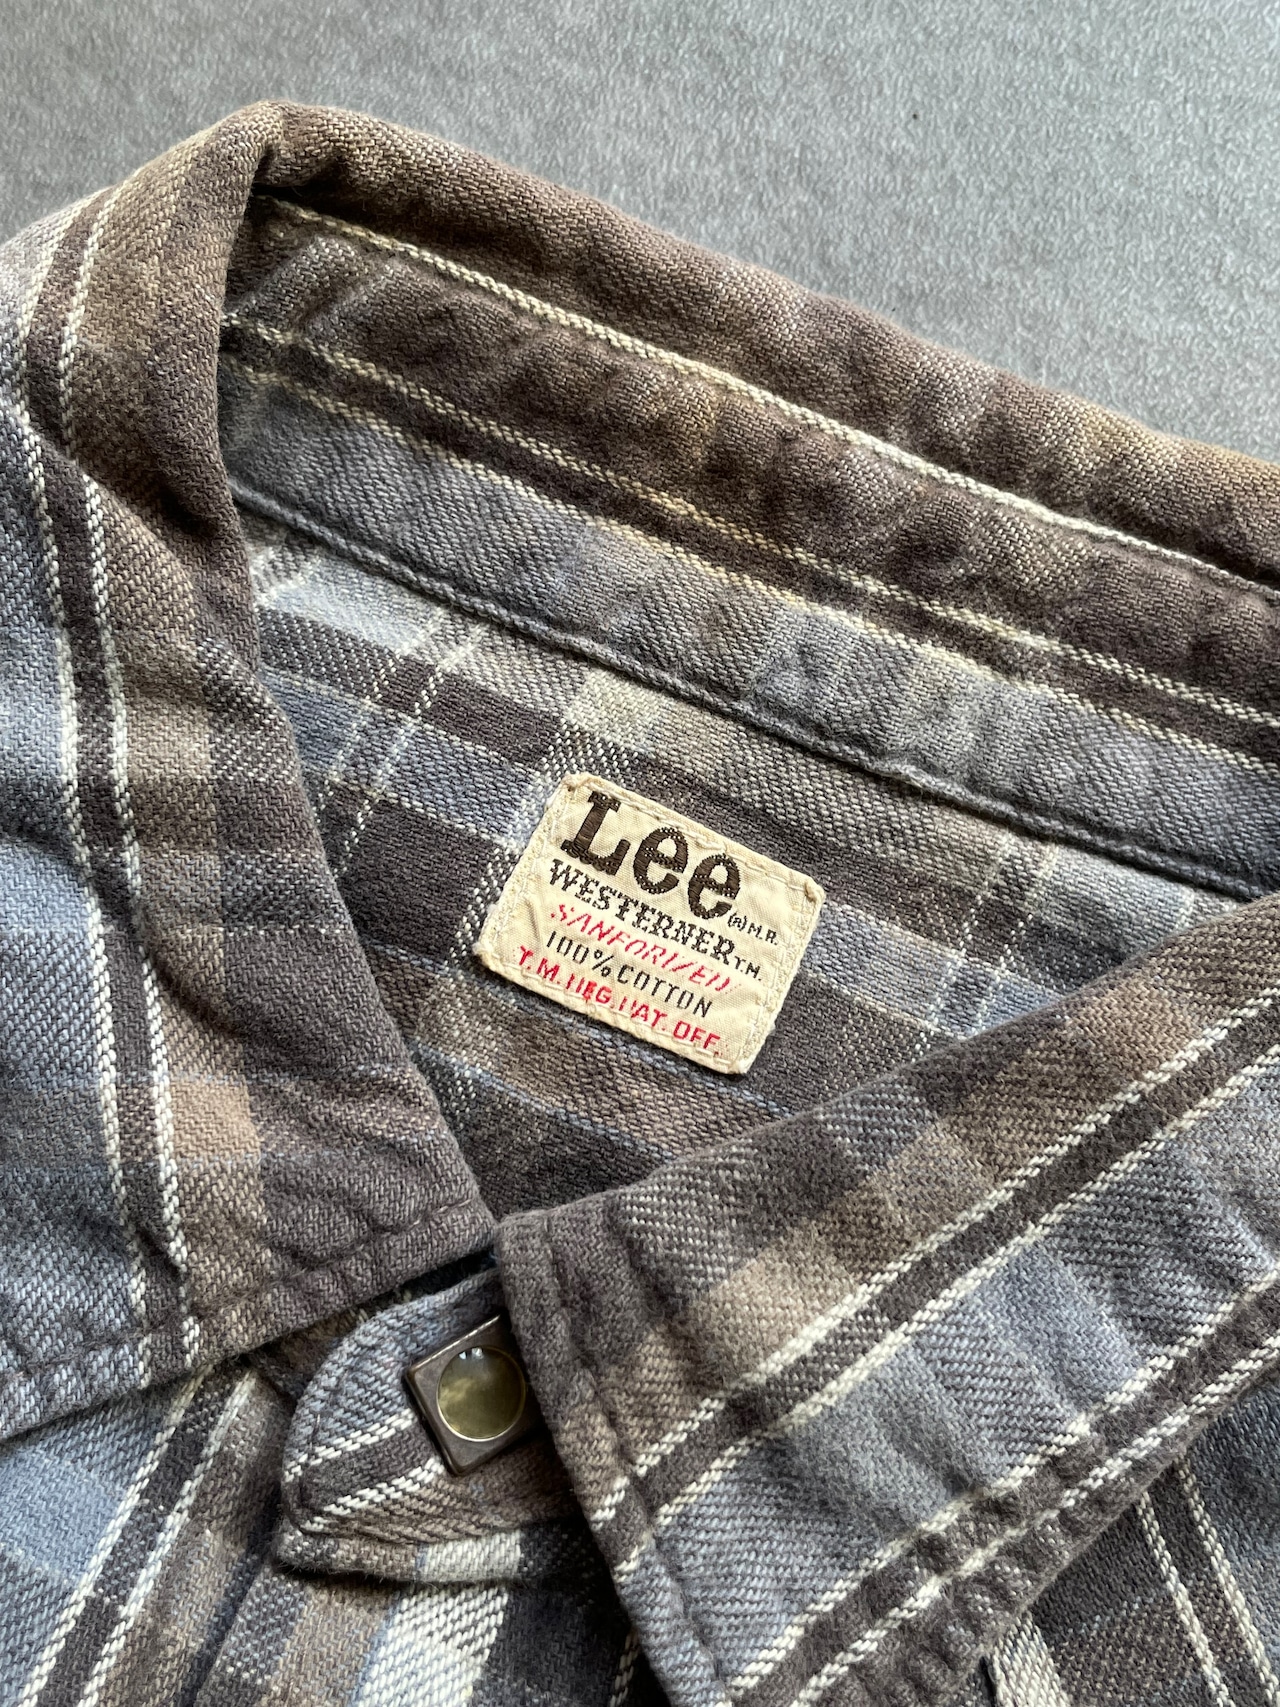 Lee
(R)M.R.
WESTERNER T.M.
SANFORIZED
100% COTTON
T.M. REG. PAT. OFF.